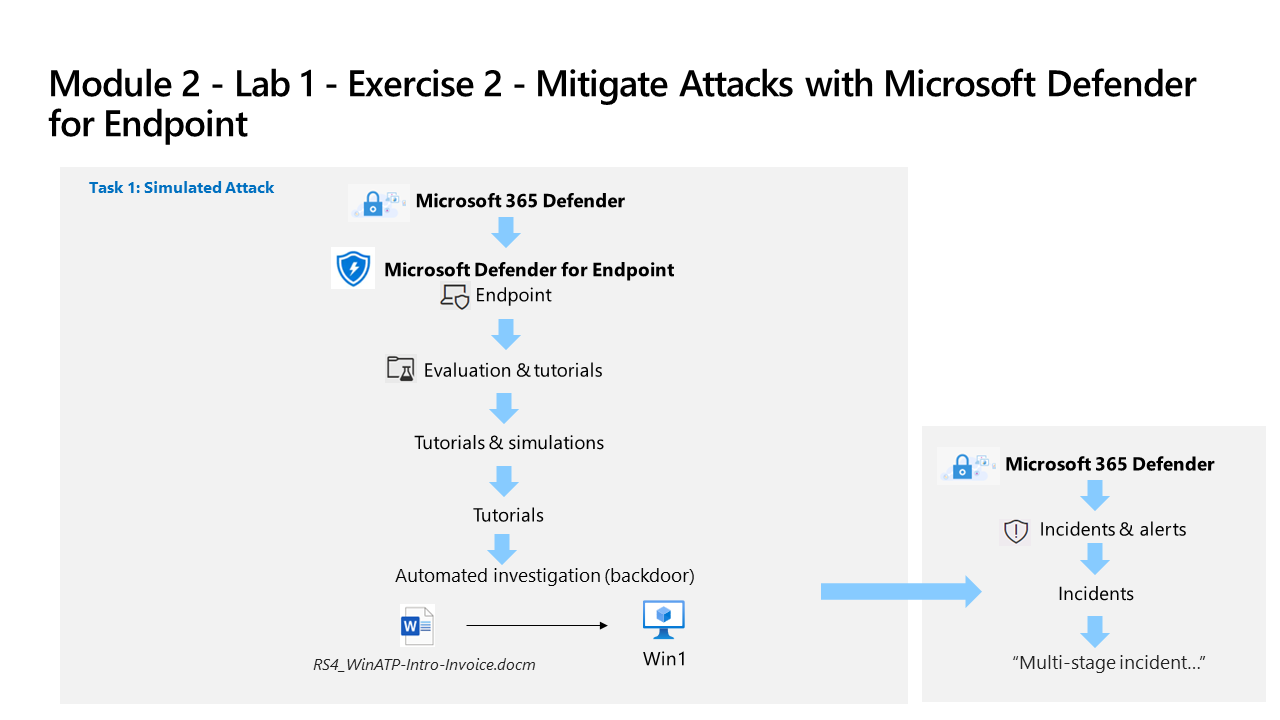 Module 2 - Lab 1 - Exercise 2 - Mitigate Attacks with Microsoft Defender
for Endpoint
Task 1: Simulated Attack
Microsoft 365 Defender
Microsoft Defender for Endpoint
Endpoint
Evaluation & tutorials
Tutorials & simulations
Tutorials
Automated investigation (backdoor)
W
RS4_WinATP-Intro-Invoice.docm
Win1
Microsoft 365 Defender
Incidents & alerts
Incidents
“Multi-stage incident…”